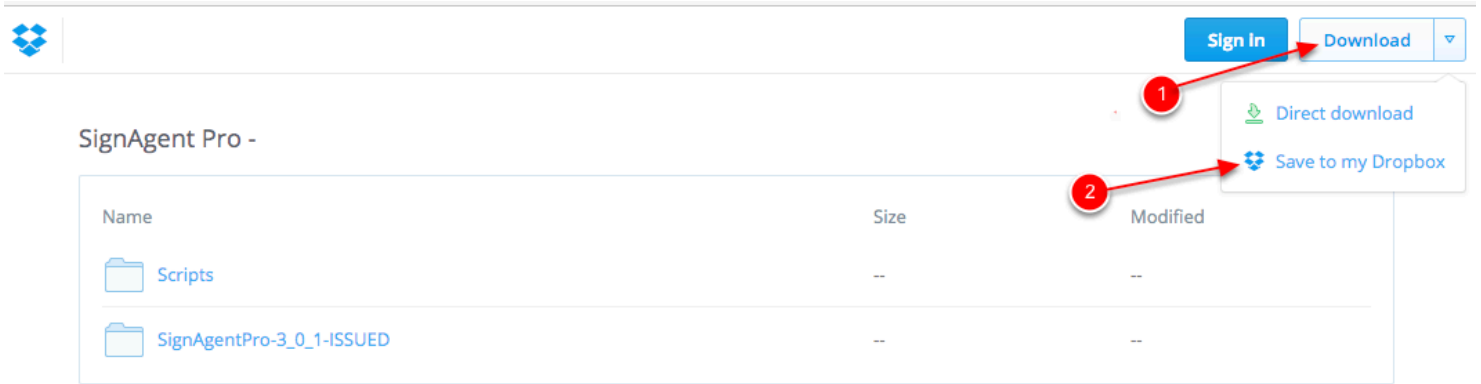 Sign in
Download
1
Direct download
SignAgent Pro -
2
Save to my Dropbox
Name Size Modified
Scripts -- --
SignAgentPro-3_0_1-ISSUED -- --